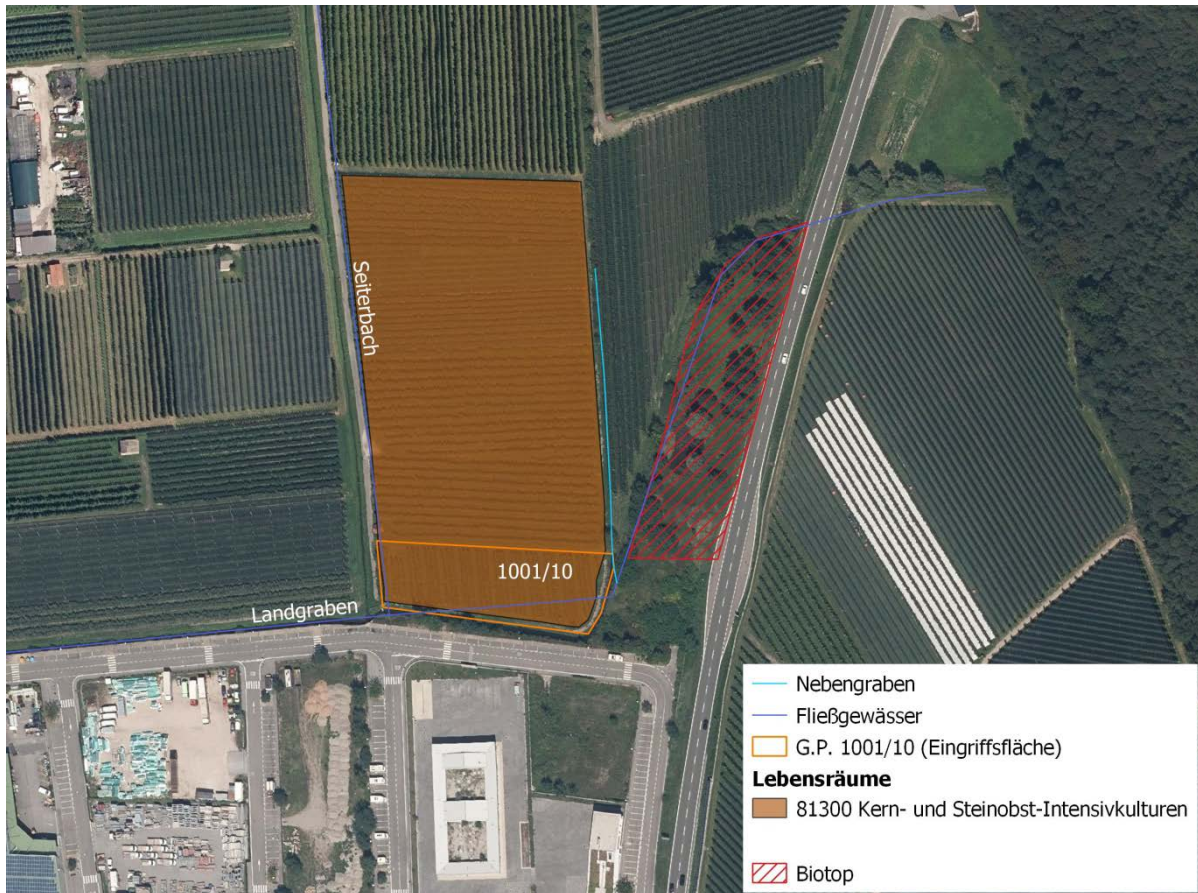 Seiterbach
1001/10
Landgraben
Nebengraben
Fließgewässer
G.P. 1001/10 (Eingriffsfläche)
Lebensräume
81300 Kern- und Steinobst-Intensivkulturen
Biotop